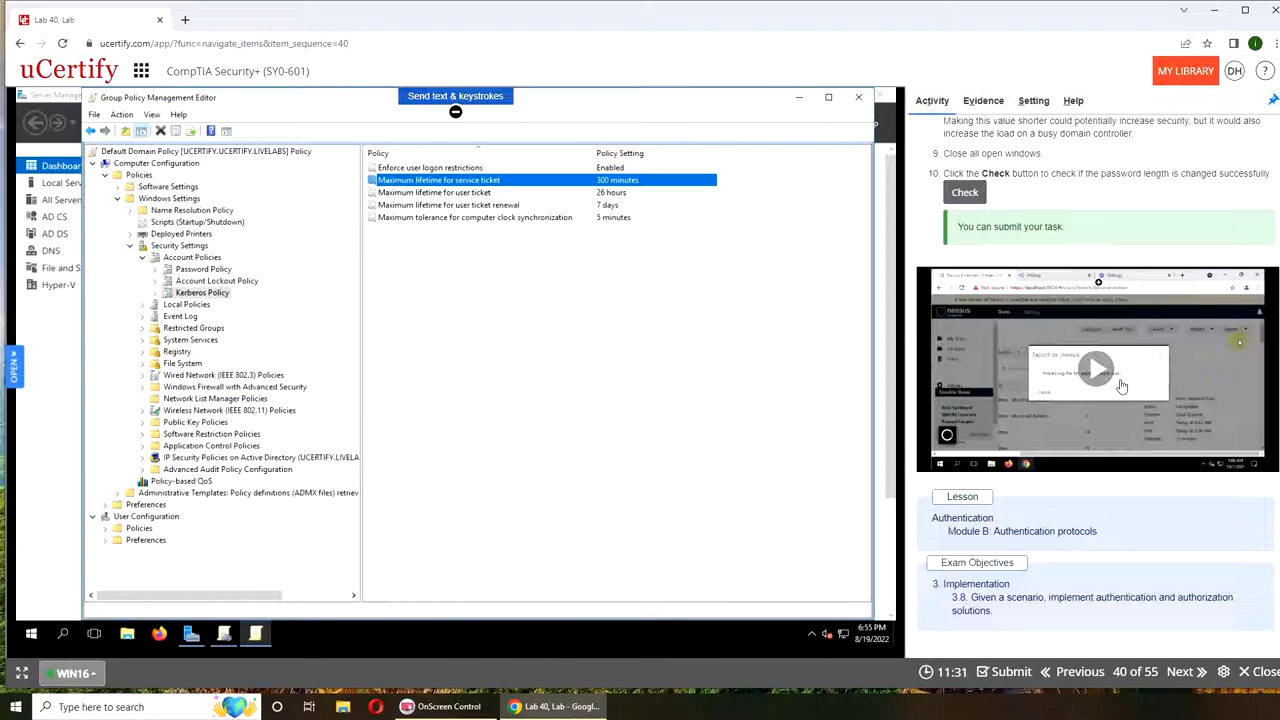 Lab 40, Lab
ucertify.com/app/?func=navigate_items&item_sequence=40
uCertify
CompTIA Security+ (SY0-601)
MY LIBRARY
DH
?
Server Manager
Group Policy Management Editor
Send text & keystrokes
File Action View Help
Dashboard
Local Serv
All Servers
AD CS
AD DS
DNS
File and S
Hyper-V
Default Domain Policy [UCERTIFY.UCERTIFY.LIVELABS] Policy
Computer Configuration
Policies
Software Settings
Windows Settings
Name Resolution Policy
Scripts (Startup/Shutdown)
Deployed Printers
Security Settings
Account Policies
Password Policy
Account Lockout Policy
Kerberos Policy
Local Policies
Event Log
Restricted Groups
System Services
Registry
File System
Wired Network (IEEE 802.3) Policies
Windows Firewall with Advanced Security
Network List Manager Policies
Wireless Network (IEEE 802.11) Policies
Public Key Policies
Software Restriction Policies
Application Control Policies
IP Security Policies on Active Directory (UCERTIFY.LIVELA
Advanced Audit Policy Configuration
Policy-based QoS
Administrative Templates: Policy definitions (ADMX files) retriev
Preferences
User Configuration
Policies
Preferences
Policy Policy Setting
Enforce user logon restrictions Enabled
Maximum lifetime for service ticket 300 minutes
Maximum lifetime for user ticket 26 hours
Maximum lifetime for user ticket renewal 7 days
Maximum tolerance for computer clock synchronization 5 minutes
OPEN
6:55 PM
8/19/2022
Activity Evidence Setting Help
Making this value shorter could potentially increase security, but it would also
increase the load on a busy domain controller.
9 Close all open windows.
10. Click the Check button to check if the password length is changed successfully.
Check
You can submit your task.
nessus
Export as nessus
Lesson
Authentication
Module B: Authentication protocols
Exam Objectives
3. Implementation
3.8. Given a scenario, implement authentication and authorization
solutions.
WIN16
11:31 Submit Previous 40 of 55 Next Close
Type here to search
OnScreen Control
Lab 40, Lab - Googl...